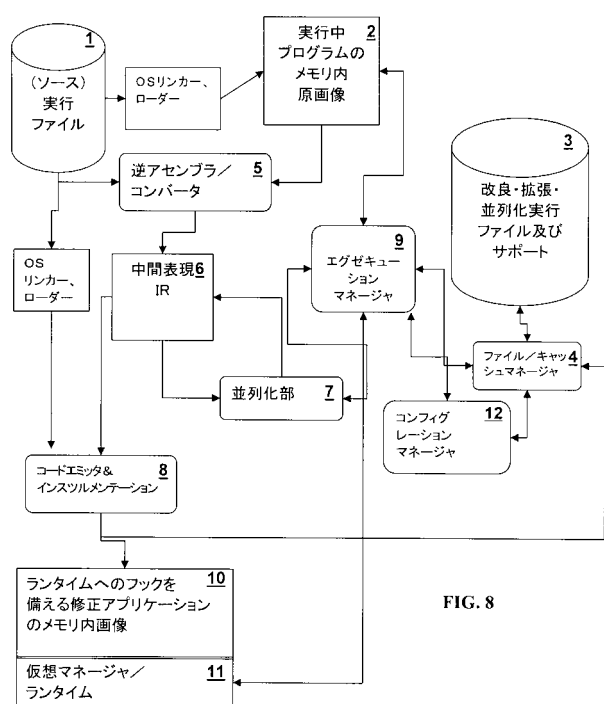 1
(ソース)
実行
ファイル
OSリンカー、
ローダー
2
実行中
プログラムの
メモリ内
原画像
3
改良・拡張・
並列化実行
ファイル及び
サポート
逆アセンブラ/
コンバータ
5
9
エグゼキュー
ション
マネージャ
OS
リンカー、
ローダー
中間表現 6
IR
ファイル/キャッ
シュマネージャ
4
並列化部
7
12
コンフィグ
レーション
マネージャ
コードエミッタ&
インスツルメンテーション
8
ランタイムへのフックを
備える修正アプリケーション
のメモリ内画像
10
FIG. 8
仮想マネージャ/
ランタイム
11